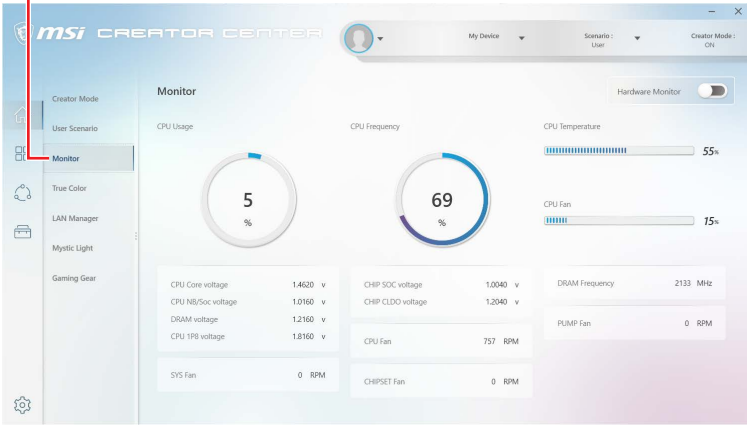 msi CREATOR CENTER
My Device
Scenario :
User
Creator Mode :
ON
Creator Mode
User Scenario
Monitor
True Color
LAN Manager
Mystic Light
Gaming Gear
Monitor
Hardware Monitor
CPU Usage
5
%
CPU Frequency
69
%
CPU Temperature
55%
CPU Fan
15%
CPU Core voltage 1.4620 v
CPU NB/Soc voltage 1.0160 v
DRAM voltage 1.2160 v
CPU 1P8 voltage 1.8160 v
SYS Fan 0 RPM
CHIP SOC voltage 1.0040 v
CHIP CLDO voltage 1.2040 v
CPU Fan 757 RPM
CHIPSET Fan 0 RPM
DRAM Frequency 2133 MHz
PUMP Fan 0 RPM